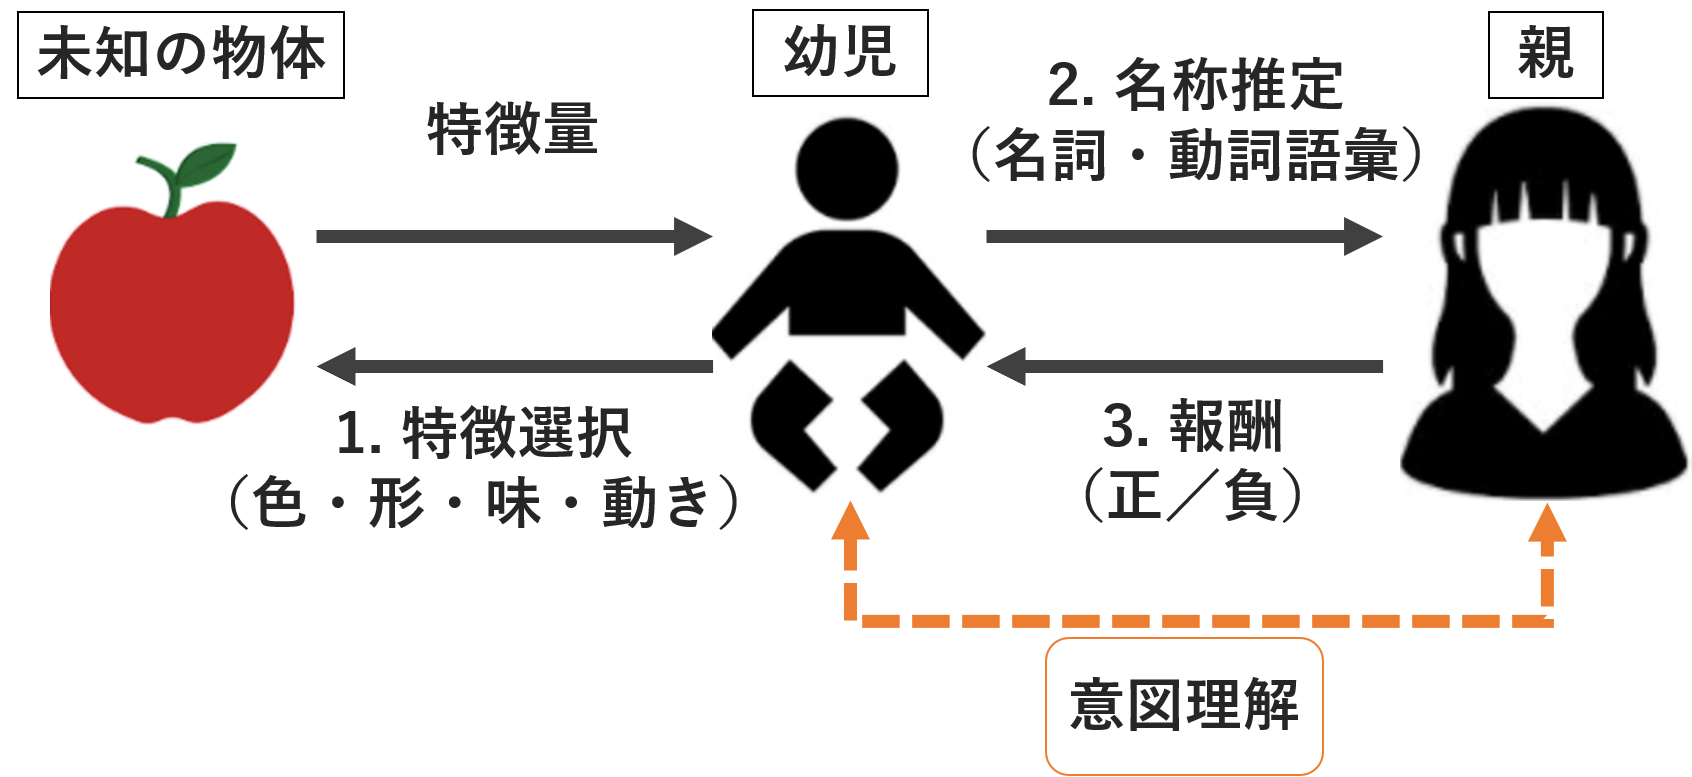 未知の物体
幼児
親
特徴量
2. 名称推定
（名詞・動詞語彙）
1. 特徴選択
（色・形・味・動き）
3. 報酬
（正／負）
意図理解